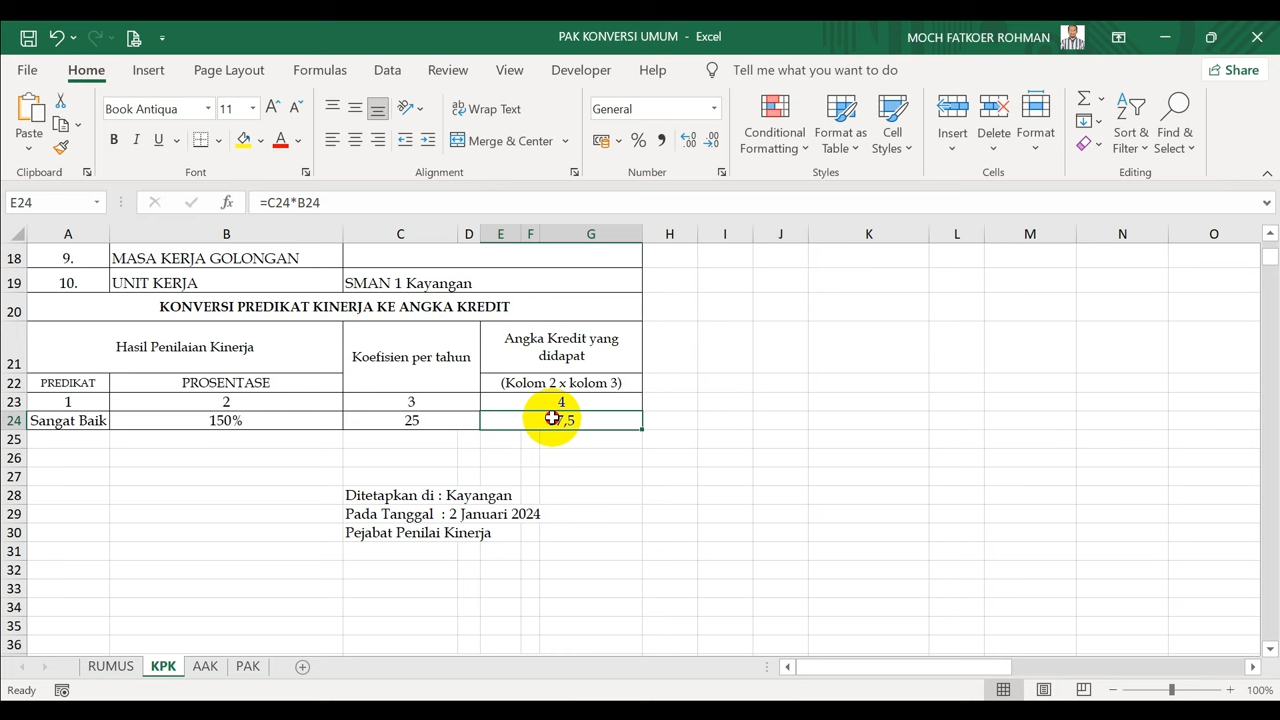 PAK KONVERSI UMUM - Excel
MOCH FATKOER ROHMAN
File Home Insert Page Layout Formulas Data Review View Developer Help Tell me what you want to do Share
Paste
Book Antiqua 11
Wrap Text
General
Merge & Center
Conditional Formatting
Format as Table
Cell Styles
Insert
Delete
Format
Sort & Filter
Find & Select
Clipboard Font Alignment Number Styles Cells Editing
E24 fx =C24*B24
A B C D E F G H I J K L M N O
18 9. MASA KERJA GOLONGAN
19 10. UNIT KERJA SMAN 1 Kayangan
20 KONVERSI PREDIKAT KINERJA KE ANGKA KREDIT
21 Hasil Penilaian Kinerja Koefisien per tahun Angka Kredit yang didapat
22 PREDIKAT PROSENTASE (Kolom 2 x kolom 3)
23 1 2 3 4
24 Sangat Baik 150% 25
25
26
27
28 Ditetapkan di : Kayangan
29 Pada Tanggal : 2 Januari 2024
30 Pejabat Penilai Kinerja
31
32
33
34
35
36
RUMUS KPK AAK PAK
Ready 100%